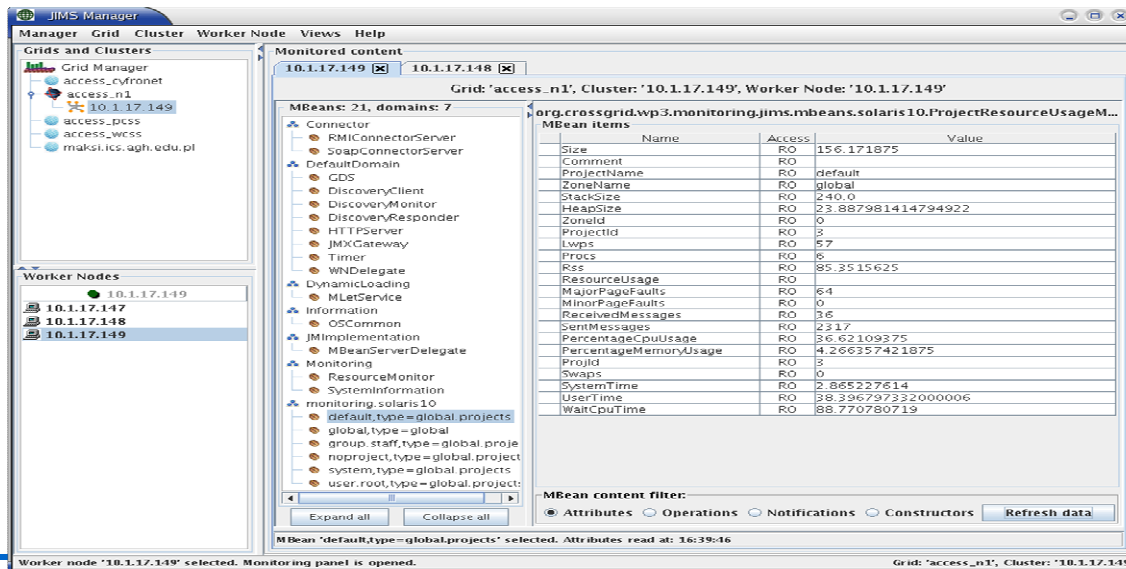 JIMS Manager
Manager Grid Cluster Worker Node Views Help
Grids and Clusters
Grid Manager
access_cyfronet
access_n1
10.1.17.149
access_pcss
access_wcss
maksi.ics.agh.edu.pl
Worker Nodes
10.1.17.149
10.1.17.147
10.1.17.148
10.1.17.149
Monitored content
10.1.17.149 10.1.17.148
Grid: 'access_n1', Cluster: '10.1.17.149', Worker Node: '10.1.17.149'
MBeans: 21, domains: 7
Connector
RMIConnectorServer
SoapConnectorServer
DefaultDomain
GDS
DiscoveryClient
DiscoveryMonitor
DiscoveryResponder
HTTPServer
JMXGateway
Timer
WNDelegate
DynamicLoading
MLetService
Information
OSCommon
JMImplementation
MBeanServerDelegate
Monitoring
ResourceMonitor
SystemInformation
monitoring.solaris10
default,type=global.projects
global,type=global
group.staff,type=global.proje
noproject,type=global.project
system,type=global.projects
user.root,type=global.project
Expand all Collapse all
org.crossgrid.wp3.monitoring.jims.mbeans.solaris10.ProjectResourceUsageM...
MBean items
Name Access Value
Size RO 156.171875
Comment RO
ProjectName RO default
ZoneName RO global
StackSize RO 240.0
HeapSize RO 23.887981414794922
ZoneId RO 0
ProjectId RO 3
Lwps RO 57
Procs RO 6
Rss RO 85.3515625
ResourceUsage RO
MajorPageFaults RO 64
MinorPageFaults RO 0
ReceivedMessages RO 36
SentMessages RO 2317
PercentageCpuUsage RO 36.62109375
PercentageMemoryUsage RO 4.266357421875
ProjId RO 3
Swaps RO 0
SystemTime RO 2.865227614
UserTime RO 38.396797332000006
WaitCpuTime RO 88.770780719
MBean content filter:
Attributes Operations Notifications Constructors Refresh data
MBean 'default,type=global.projects' selected. Attributes read at: 16:39:46
Worker node '10.1.17.149' selected. Monitoring panel is opened. Grid: 'access_n1', Cluster: '10.1.17.149